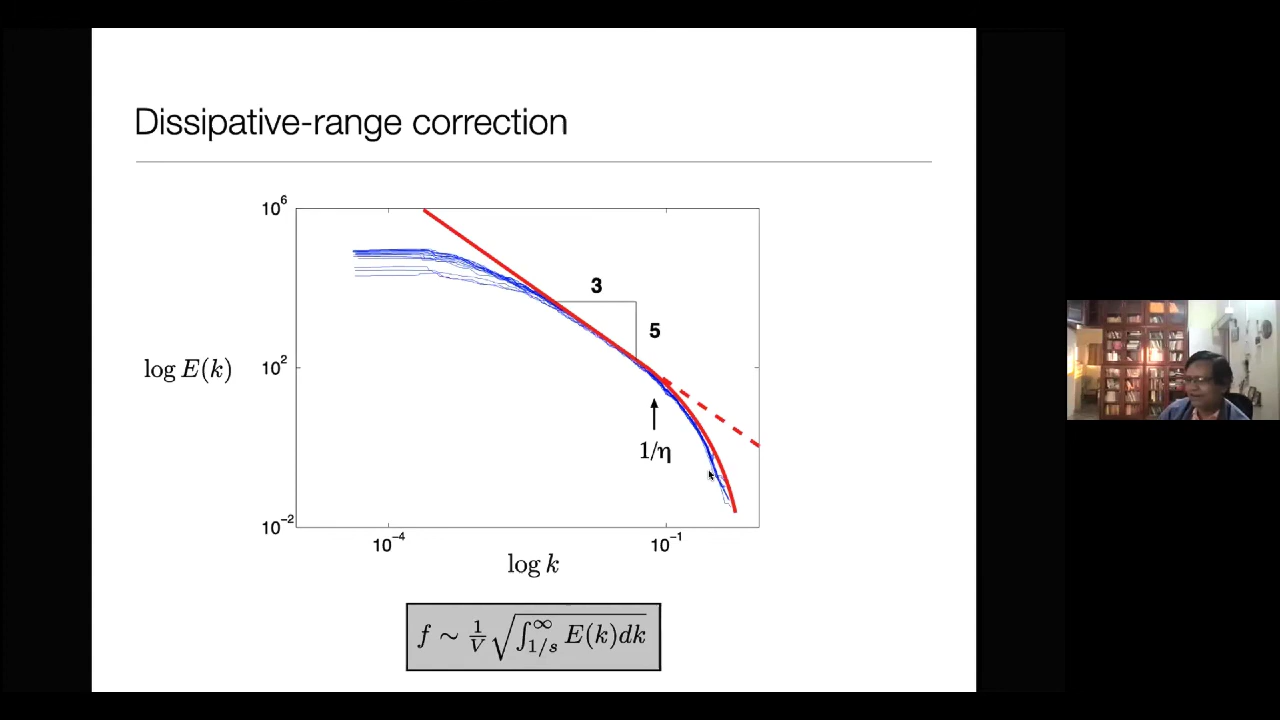 Dissipative-range correction
10^6
3
5
log E(k)
10^2
1/η
10^−2
10^−4
10^−1
log k
f ∼ 1/V √∫_{1/s}^{∞} E(k)dk